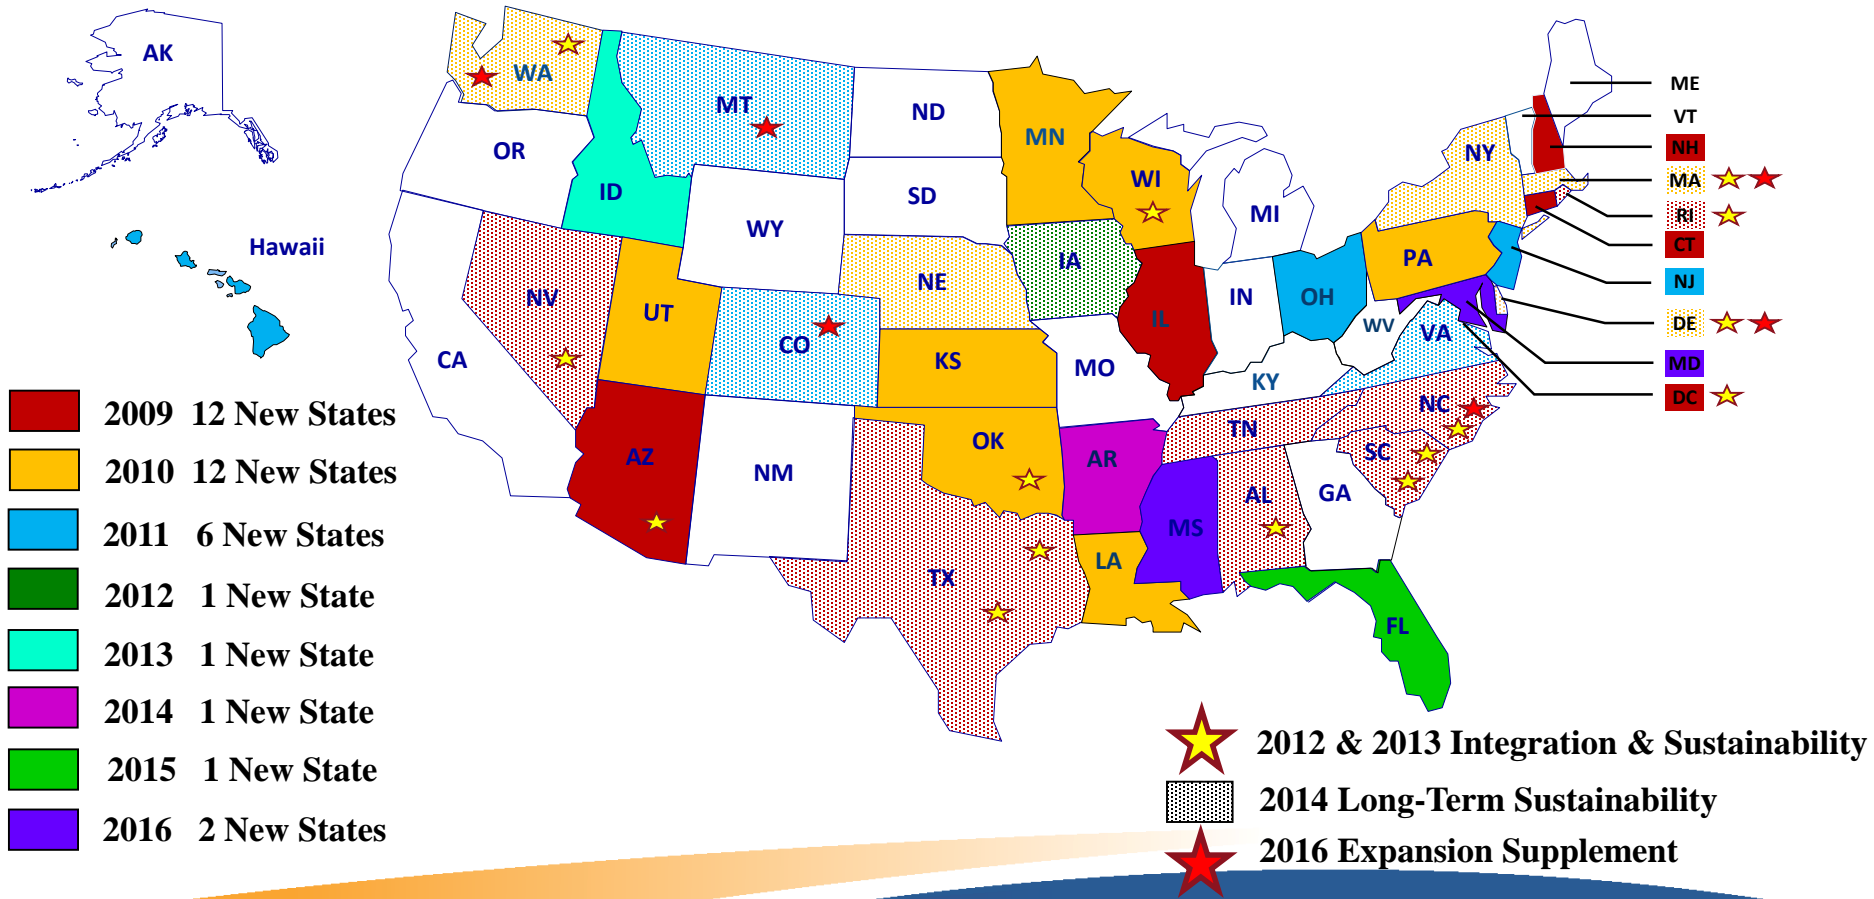 AK
WA
MT
ND
MN
ME
VT
OR
NY
NH
ID
SD
WI
MA
WY
MI
RI
Hawaii
CT
IA
PA
NE
NJ
NV
IN
OH
UT
IL
WV
VA
DE
CO
CA
KS
MO
KY
MD
DC
NC
TN
OK
SC
AZ
AR
NM
GA
AL
MS
LA
TX
FL
2009 12 New States
2010 12 New States
2011 6 New States
2012 1 New State
2013 1 New State
2014 1 New State
2015 1 New State
2016 2 New States
2012 & 2013 Integration & Sustainability
2014 Long-Term Sustainability
2016 Expansion Supplement